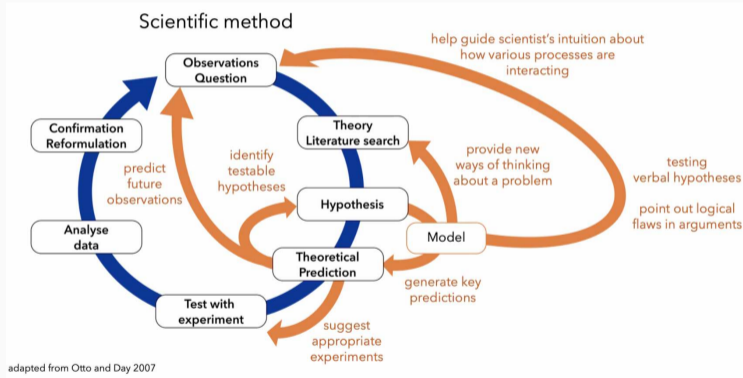 Scientific method
help guide scientist's intuition about
how various processes are
interacting
Observations
Question
Theory
Literature search
Confirmation
Reformulation
provide new
ways of thinking
about a problem
testing
verbal hypotheses
point out logical
flaws in arguments
identify
testable
hypotheses
predict
future
observations
Hypothesis
Model
Analyse
data
Theoretical
Prediction
generate key
predictions
Test with
experiment
suggest
appropriate
experiments
adapted from Otto and Day 2007